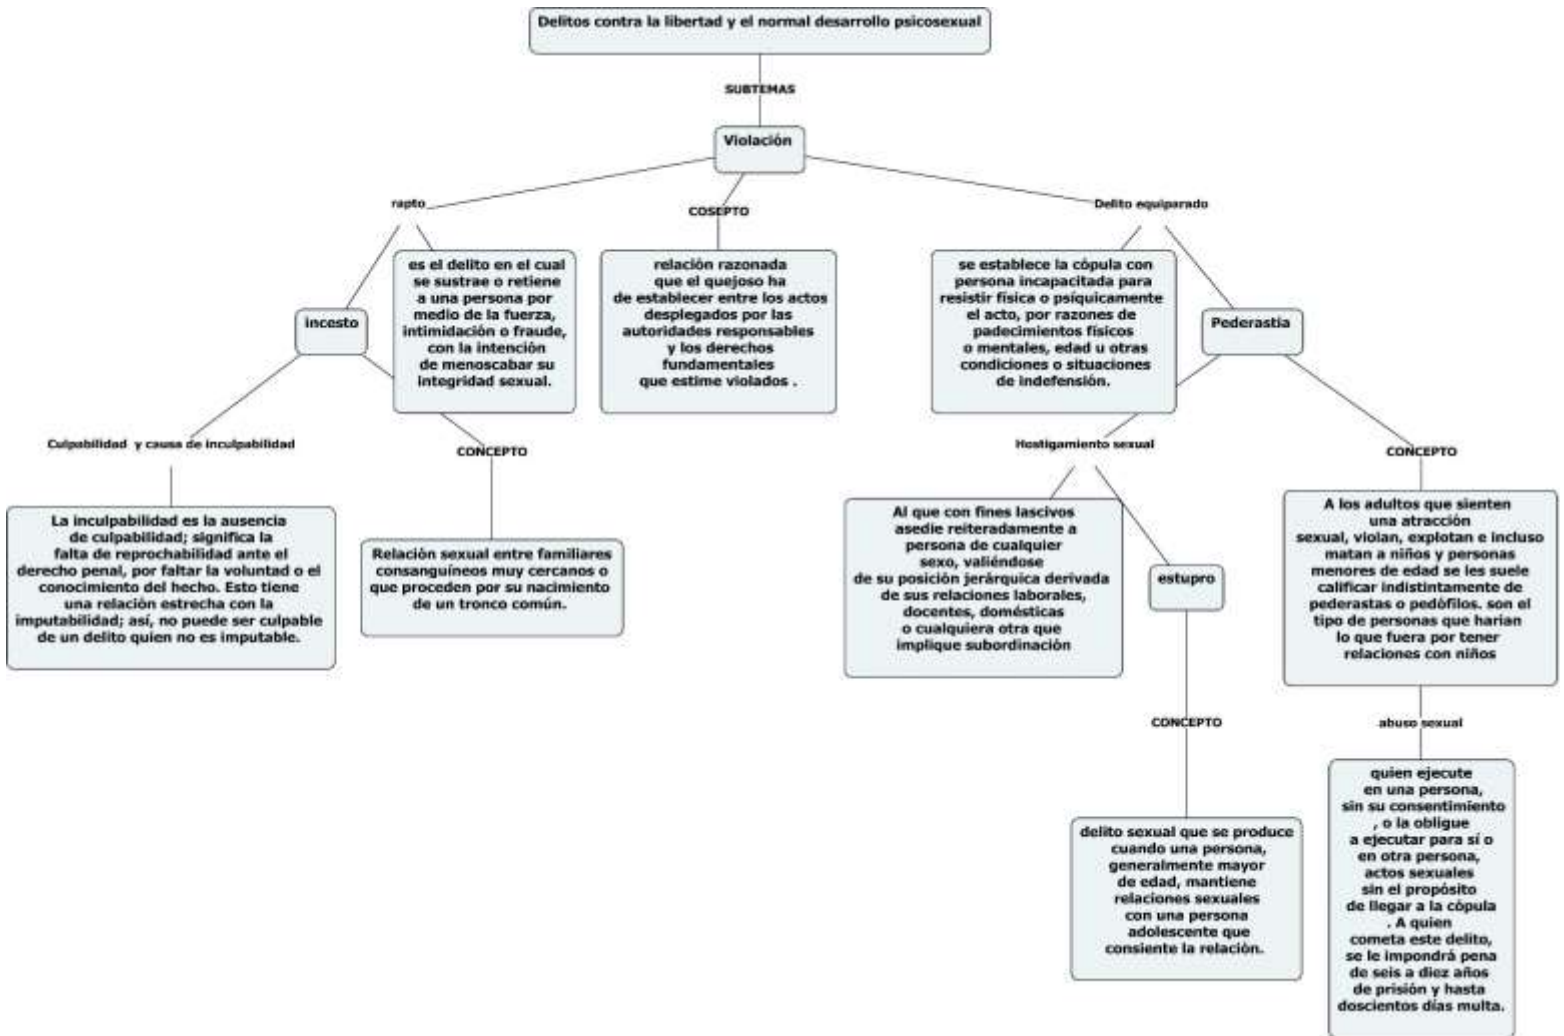 Delitos contra la libertad y el normal desarrollo psicosexual
SUBTEMAS
Violación
rapto
COSEPTO
Delito equiparado
es el delito en el cual
se sustrae o retiene
a una persona por
medio de la fuerza,
intimidación o fraude,
con la intención
de menoscabar su
integridad sexual.
relación razonada
que el quejoso ha
de establecer entre los actos
desplegados por las
autoridades responsables
y los derechos
fundamentales
que estime violados .
se establece la cópula con
persona incapacitada para
resistir física o psíquicamente
el acto, por razones de
padecimientos físicos
o mentales, edad u otras
condiciones o situaciones
de indefensión.
incesto
Pederastia
Culpabilidad y causa de inculpabilidad
CONCEPTO
Hostigamiento sexual
CONCEPTO
La inculpabilidad es la ausencia
de culpabilidad; significa la
falta de reprochabilidad ante el
derecho penal, por faltar la voluntad o el
conocimiento del hecho. Esto tiene
una relación estrecha con la
imputabilidad; así, no puede ser culpable
de un delito quien no es imputable.
Relación sexual entre familiares
consanguíneos muy cercanos o
que proceden por su nacimiento
de un tronco común.
Al que con fines lascivos
asedie reiteradamente a
persona de cualquier
sexo, valiéndose
de su posición jerárquica derivada
de sus relaciones laborales,
docentes, domésticas
o cualquiera otra que
implique subordinación
estupro
A los adultos que sienten
una atracción
sexual, violan, explotan e incluso
matan a niños y personas
menores de edad se les suele
calificar indistintamente de
pederastas o pedófilos. son el
tipo de personas que harian
lo que fuera por tener
relaciones con niños
CONCEPTO
abuso sexual
delito sexual que se produce
cuando una persona,
generalmente mayor
de edad, mantiene
relaciones sexuales
con una persona
adolescente que
consiente la relación.
quien ejecute
en una persona,
sin su consentimiento
, o la obligue
a ejecutar para sí o
en otra persona,
actos sexuales
sin el propósito
de llegar a la cópula
. A quien
cometa este delito,
se le impondrá pena
de seis a diez años
de prisión y hasta
doscientos días multa.